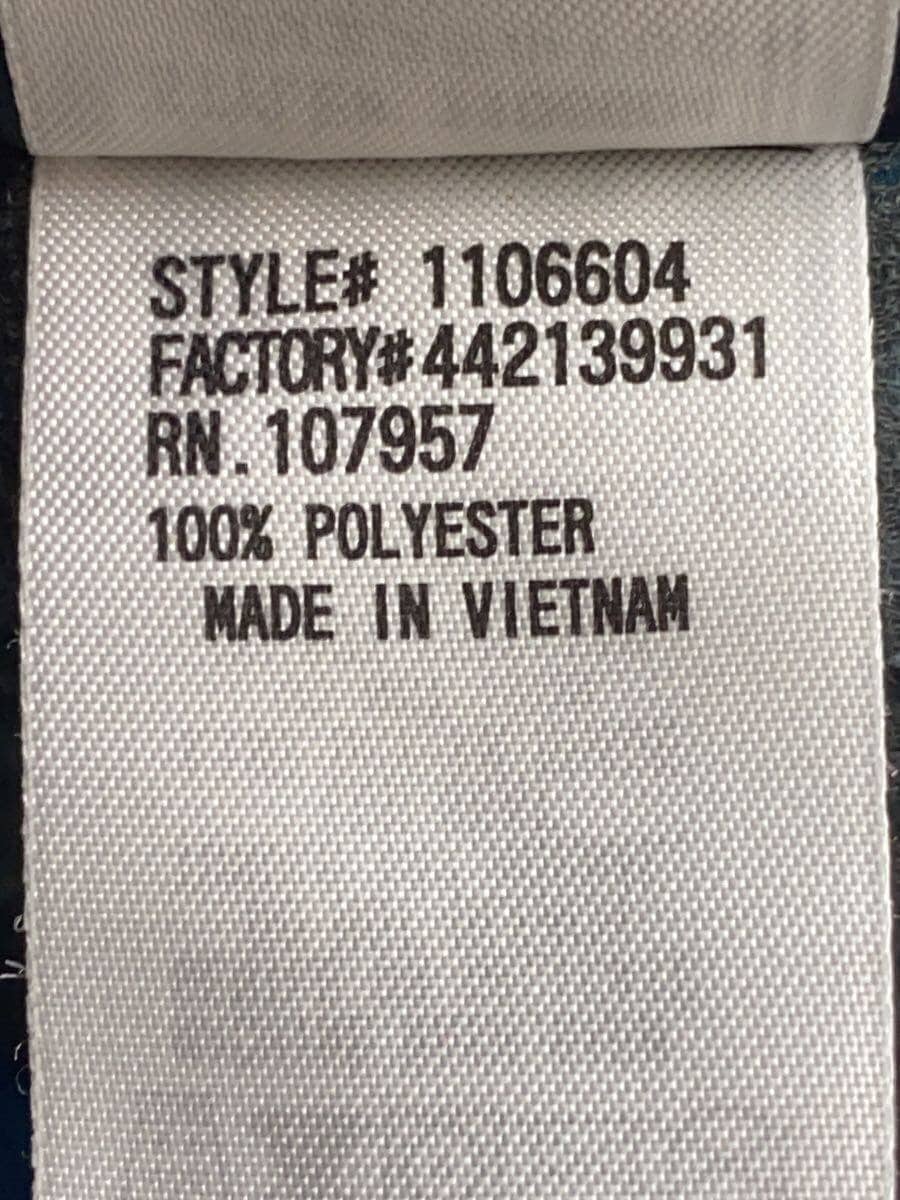 STYLE# 1106604
FACTORY#442139931
RN.107957
100% POLYESTER
MADE IN VIETNAM